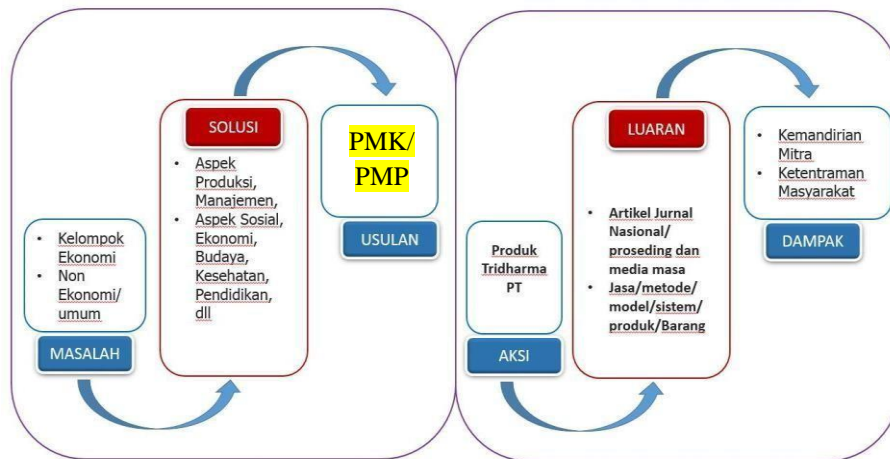 • Kelompok
Ekonomi
• Non
Ekonomi/
umum
MASALAH
SOLUSI
• Aspek
Produksi,
Manajemen,
• Aspek Sosial,
Ekonomi,
Budaya,
Kesehatan,
Pendidikan,
dll
PMK/
PMP
USULAN
Produk
Tridharma
PT
AKSI
LUARAN
• Artikel Jurnal
Nasional/
proseding dan
media masa
• Jasa/metode/
model/sistem/
produk/Barang
• Kemandirian
Mitra
• Ketentraman
Masyarakat
DAMPAK